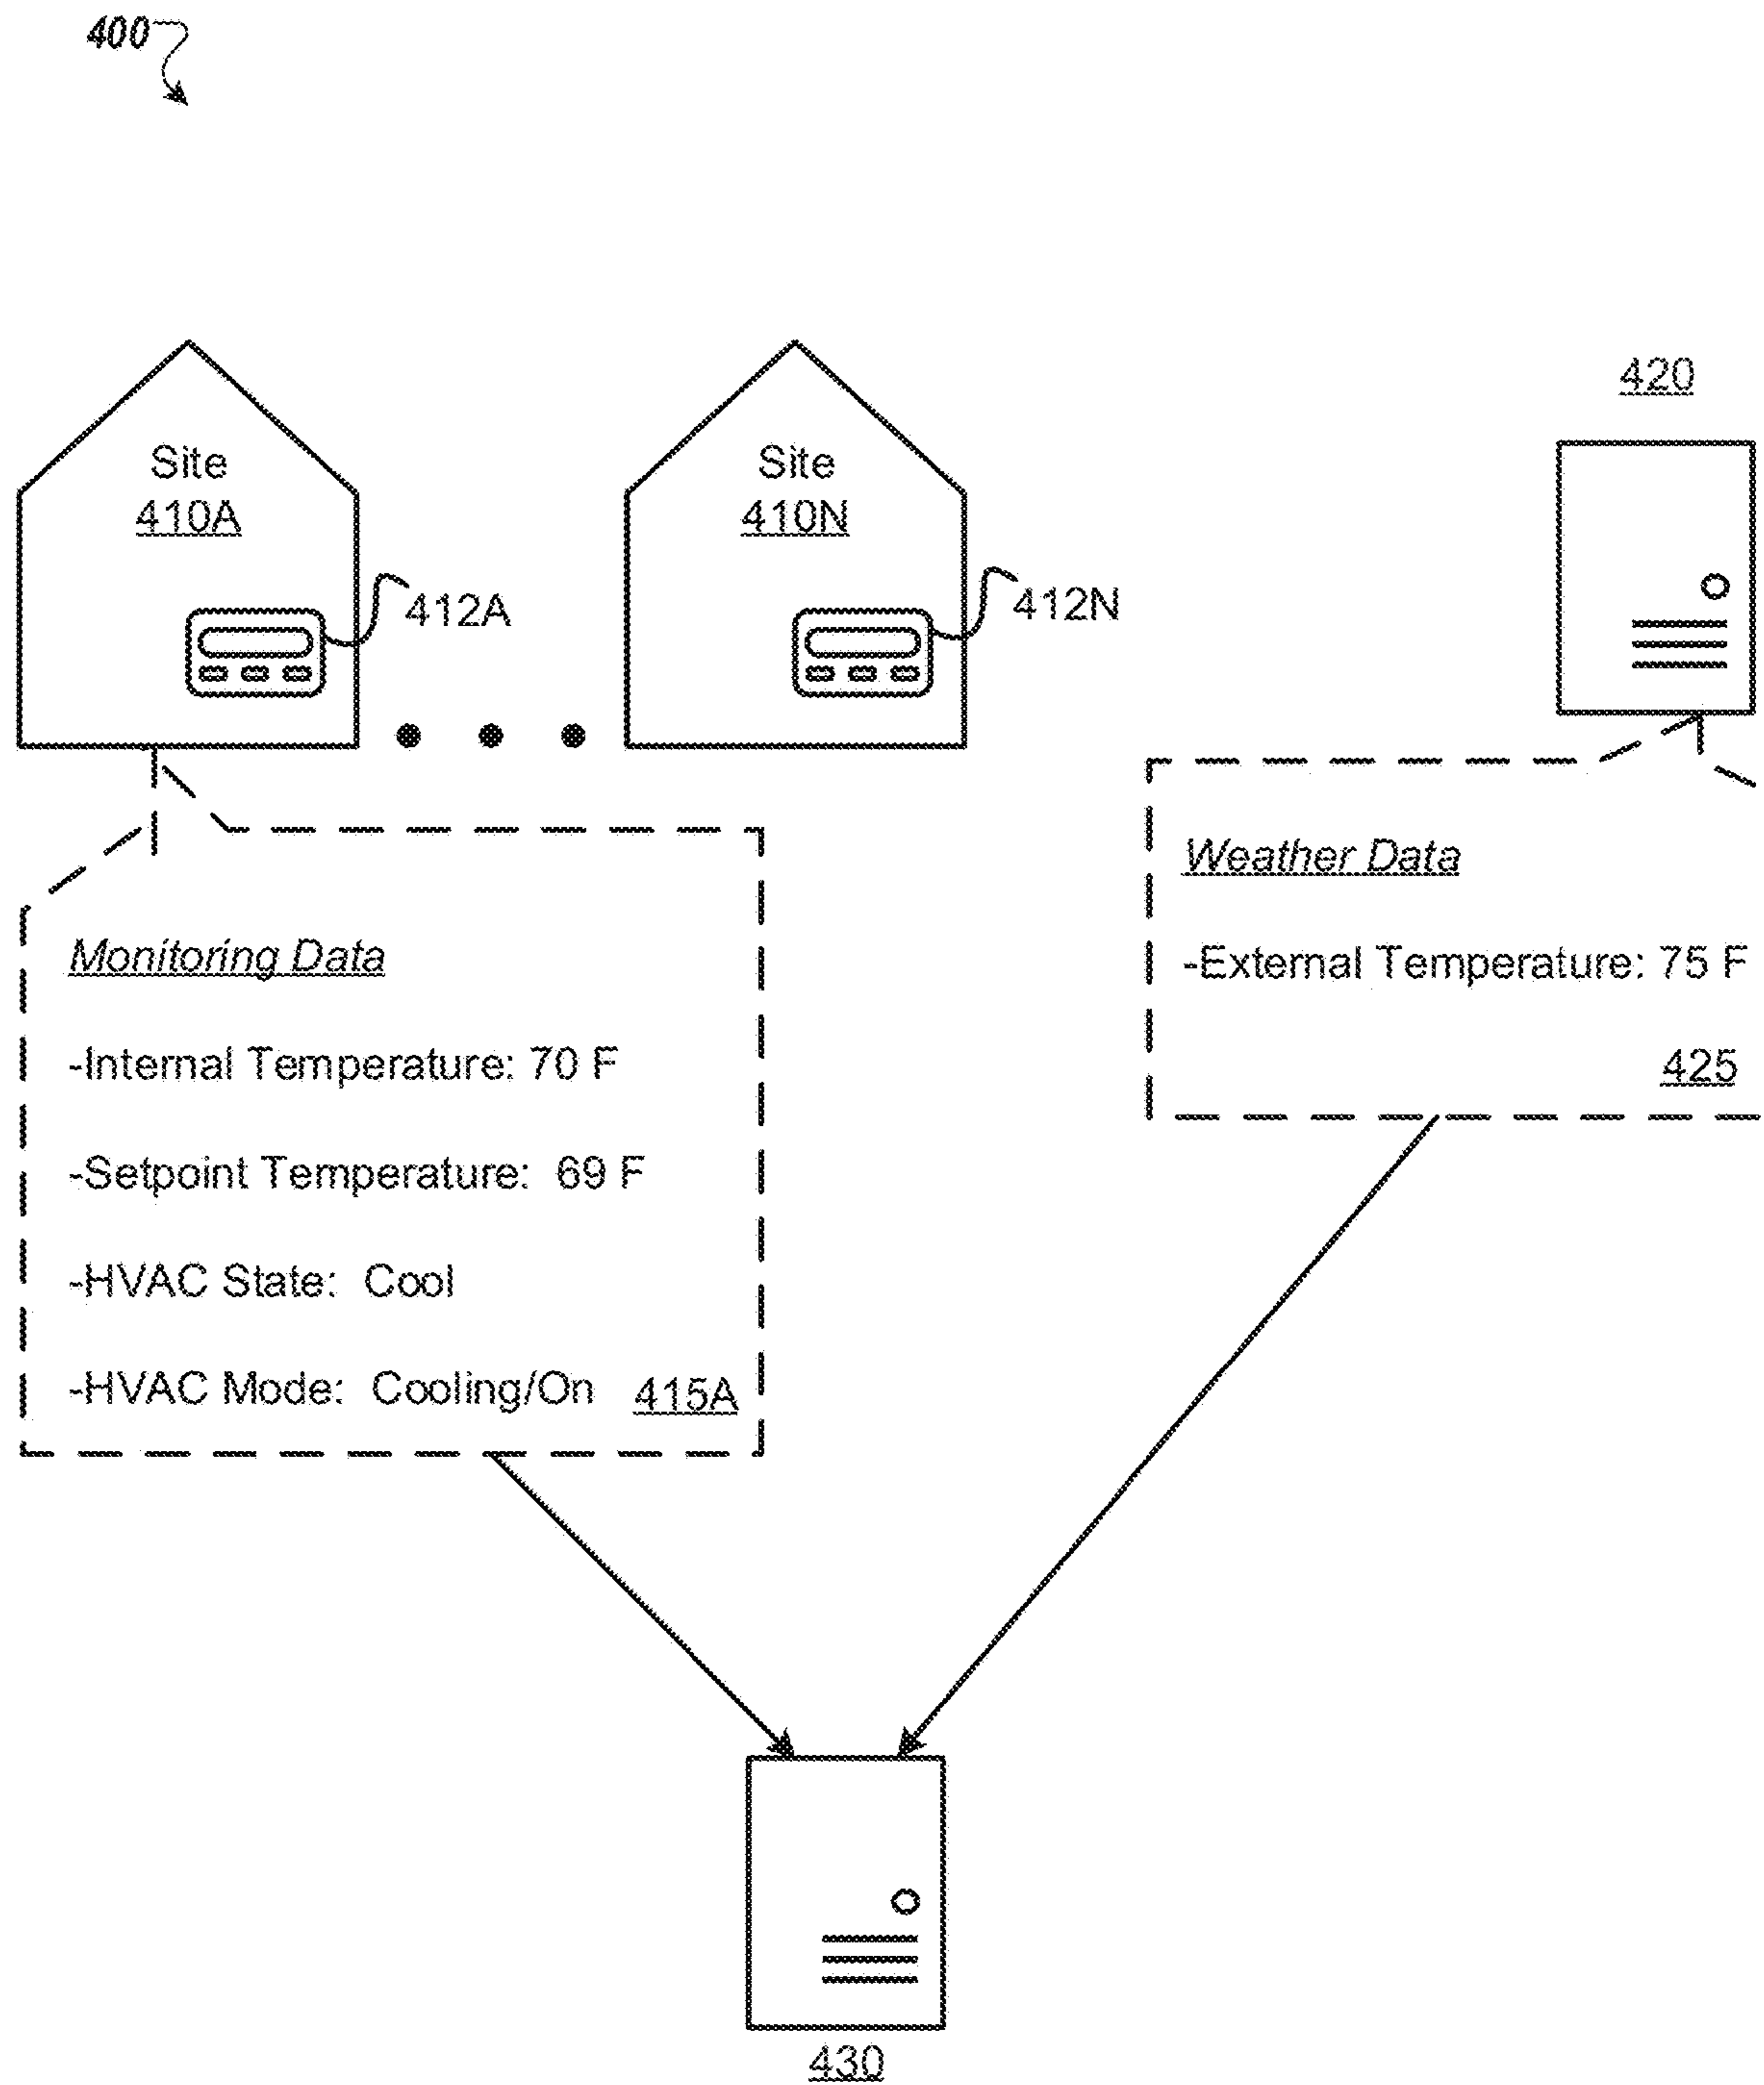 400
420
Site
410A
Site
410N
412A
412N
Weather Data
-External Temperature: 75 F
425
Monitoring Data
-Internal Temperature: 70 F
-Setpoint Temperature:  69 F
-HVAC State:  Cool
-HVAC Mode:  Cooling/On
415A
430